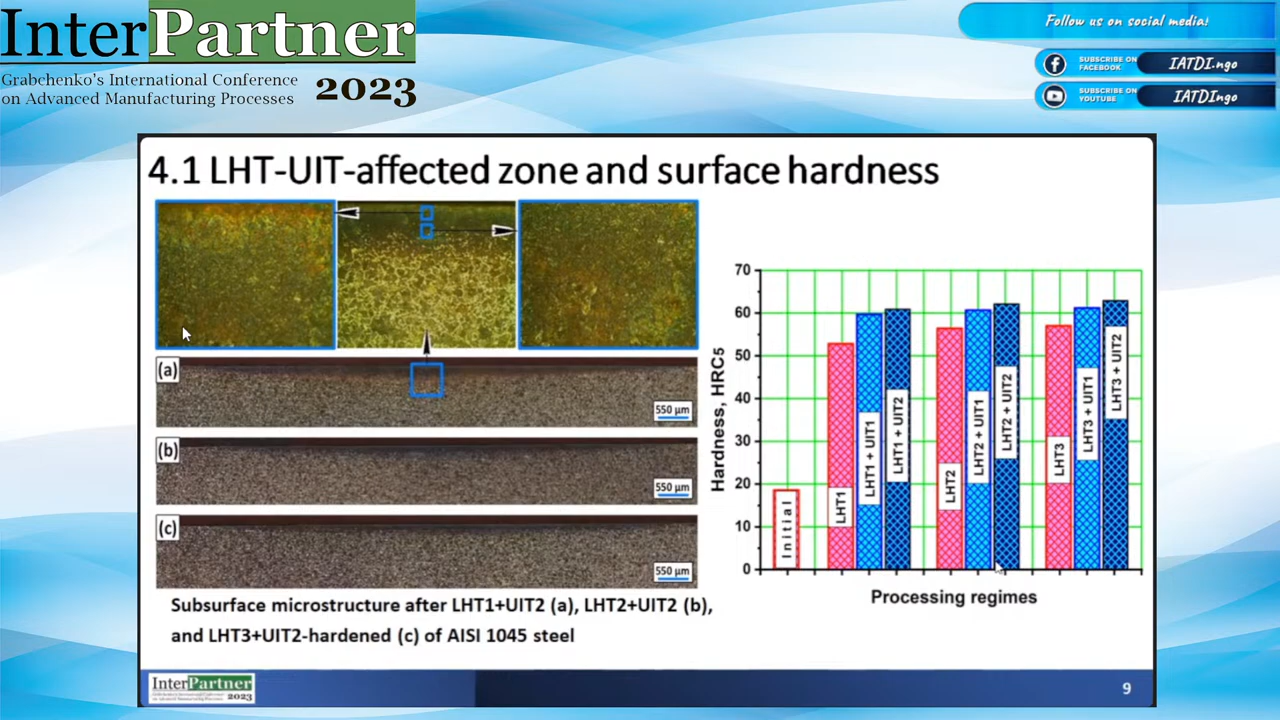 InterPartner
Grabchenko's International Conference
on Advanced Manufacturing Processes
2023
Follow us on social media!
SUBSCRIBE ON
FACEBOOK
IATDI.ngo
SUBSCRIBE ON
YOUTUBE
IATDIngo
4.1 LHT-UIT-affected zone and surface hardness
(a)
550 μm
(b)
550 μm
(c)
550 μm
Subsurface microstructure after LHT1+UIT2 (a), LHT2+UIT2 (b),
and LHT3+UIT2-hardened (c) of AISI 1045 steel
Hardness, HRC5
70
60
50
40
30
20
10
0
Initial
LHT1
LHT1 + UIT1
LHT1 + UIT2
LHT2
LHT2 + UIT1
LHT2 + UIT2
LHT3
LHT3 + UIT1
LHT3 + UIT2
Processing regimes
InterPartner
2023
9